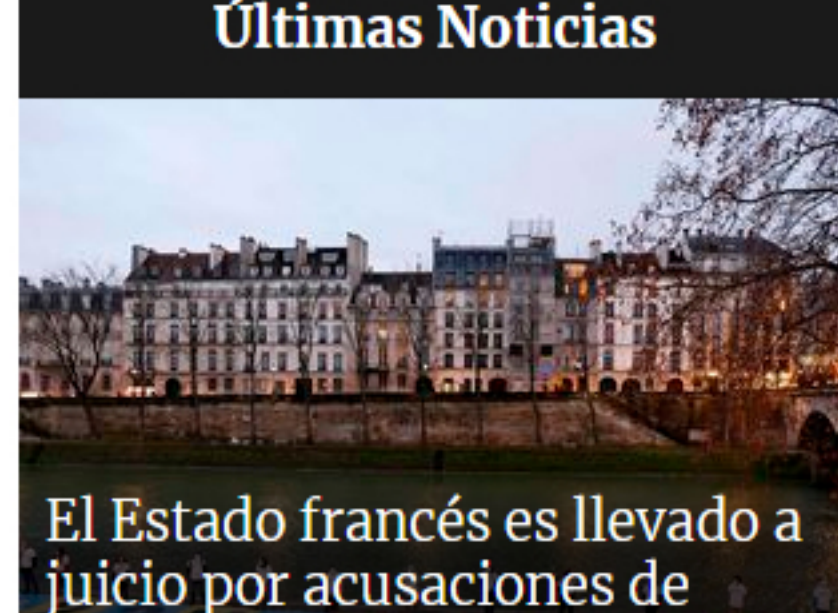 Últimas Noticias
El Estado francés es llevado a
juicio por acusaciones de